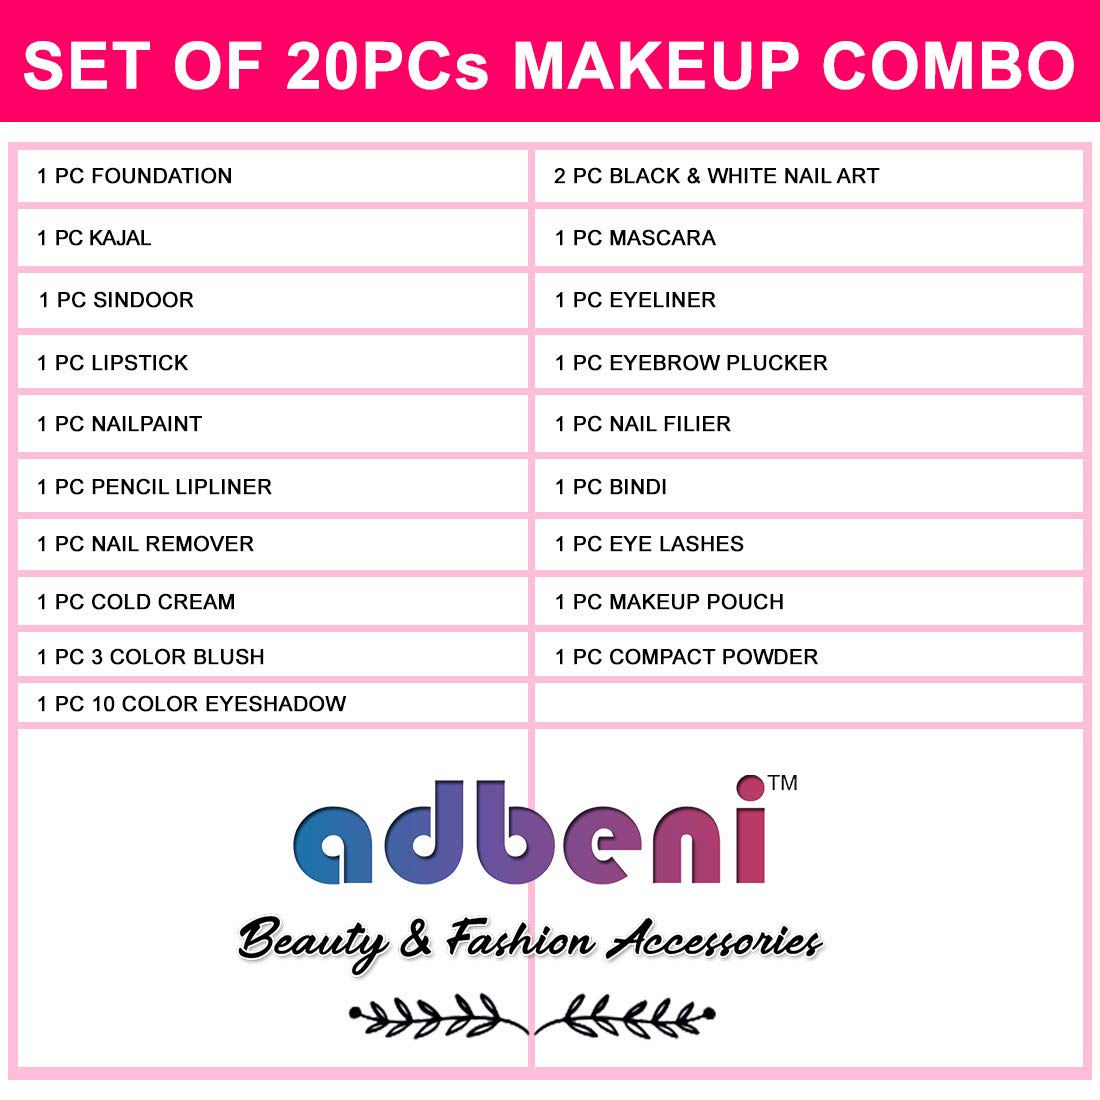 SET OF 20PCs MAKEUP COMBO
1 PC FOUNDATION
2 PC BLACK & WHITE NAIL ART
1 PC KAJAL
1 PC MASCARA
1 PC SINDOOR
1 PC EYELINER
1 PC LIPSTICK
1 PC EYEBROW PLUCKER
1 PC NAILPAINT
1 PC NAIL FILIER
1 PC PENCIL LIPLINER
1 PC BINDI
1 PC NAIL REMOVER
1 PC EYE LASHES
1 PC COLD CREAM
1 PC MAKEUP POUCH
1 PC 3 COLOR BLUSH
1 PC COMPACT POWDER
1 PC 10 COLOR EYESHADOW
adbeni TM
Beauty & Fashion Accessories